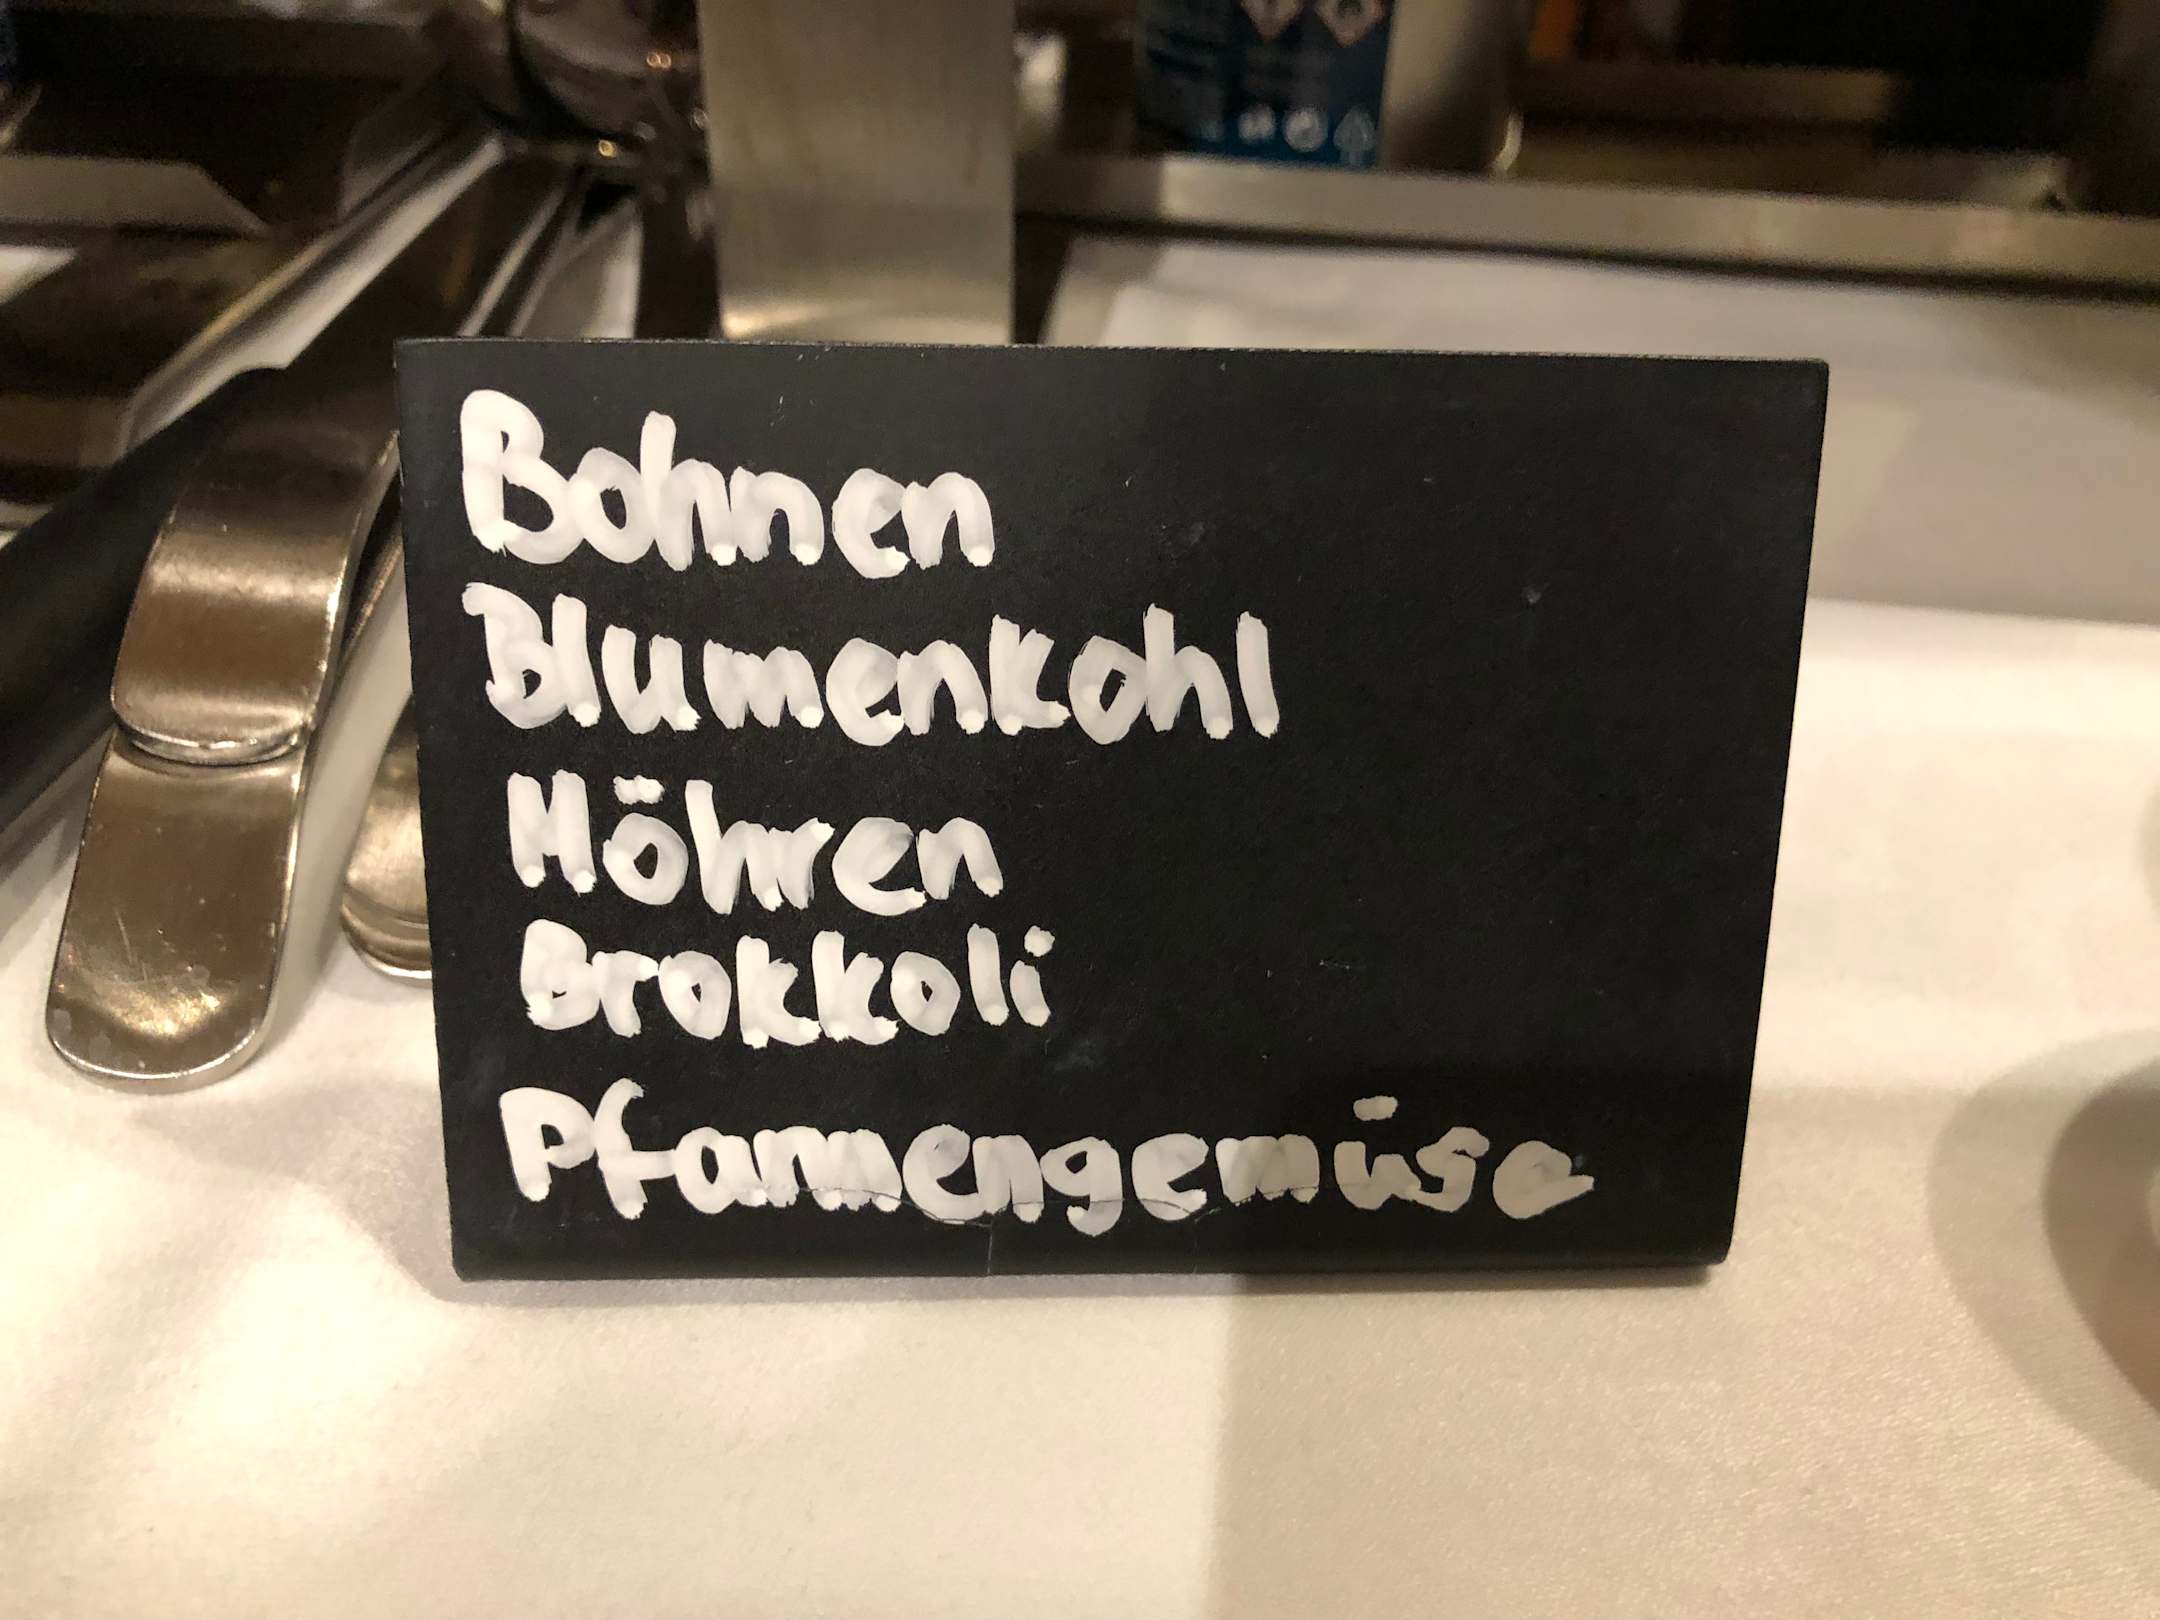 Bohnen
Blumenkohl
Möhren
Brokkoli
Pfannengemüse